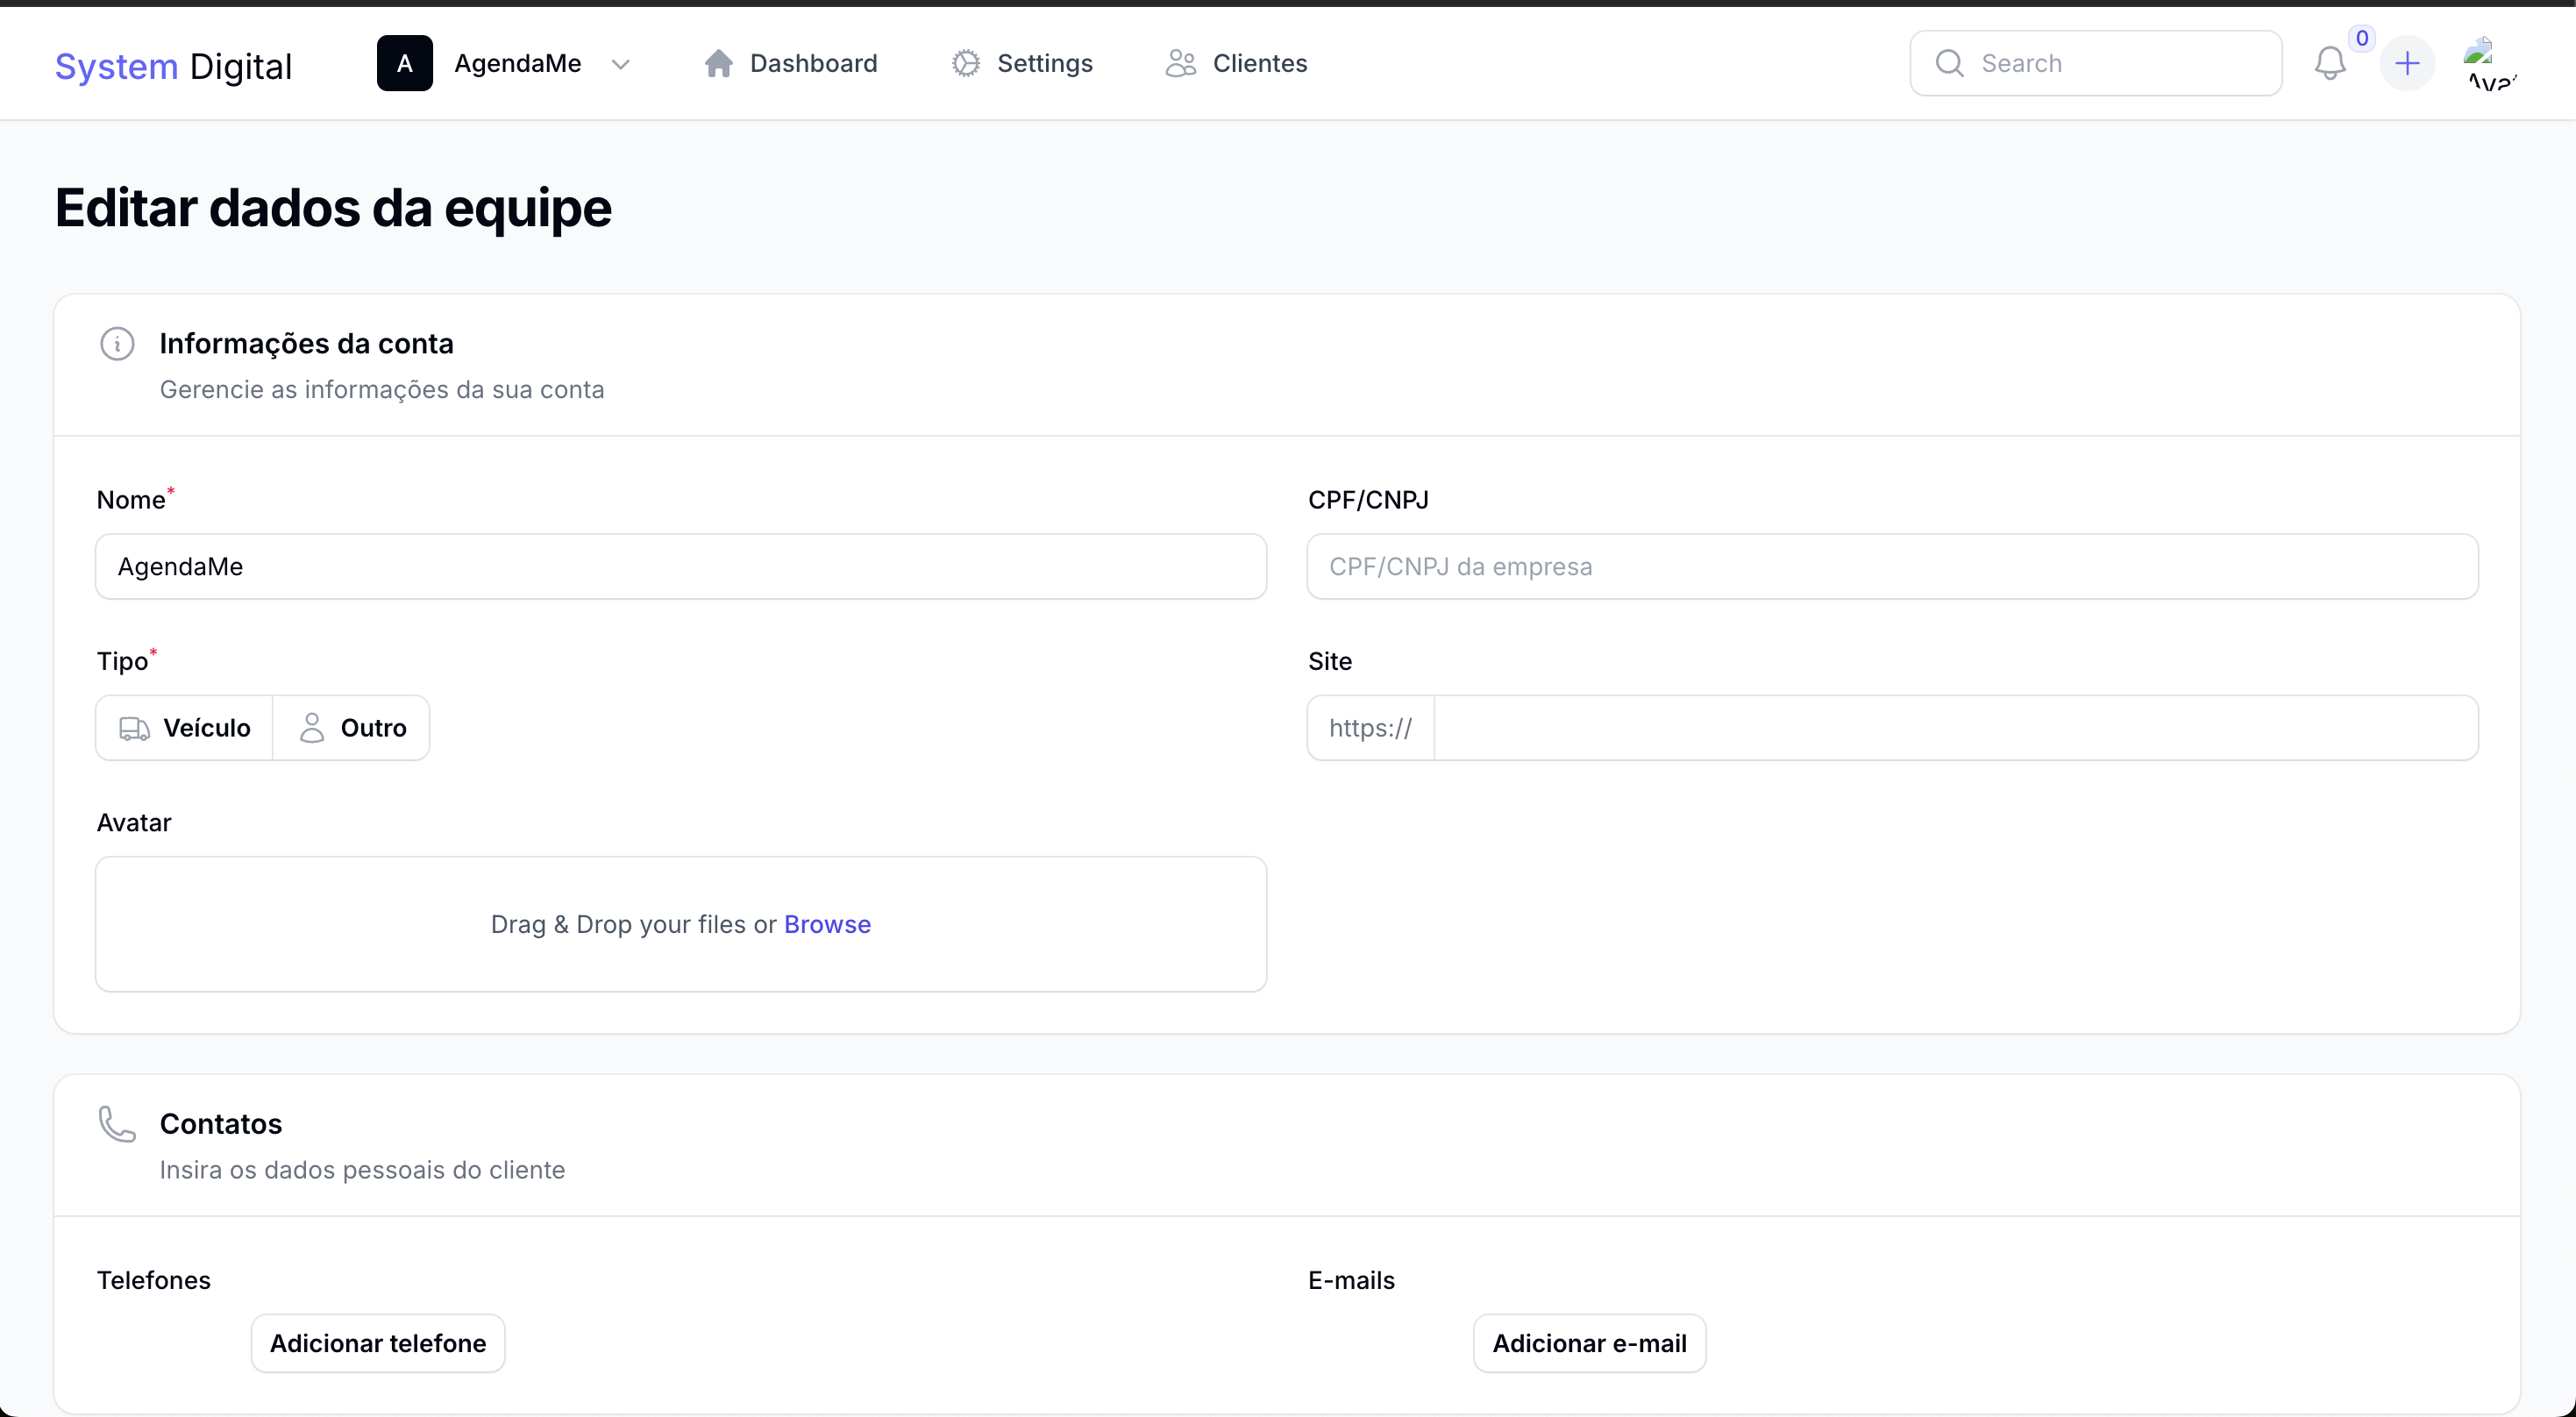 System Digital
A
AgendaMe
Dashboard
Settings
Clientes
Search
0
Editar dados da equipe
Informações da conta
Gerencie as informações da sua conta
Nome*
AgendaMe
CPF/CNPJ
CPF/CNPJ da empresa
Tipo*
Veículo
Outro
Site
https://
Avatar
Drag & Drop your files or Browse
Contatos
Insira os dados pessoais do cliente
Telefones
Adicionar telefone
E-mails
Adicionar e-mail